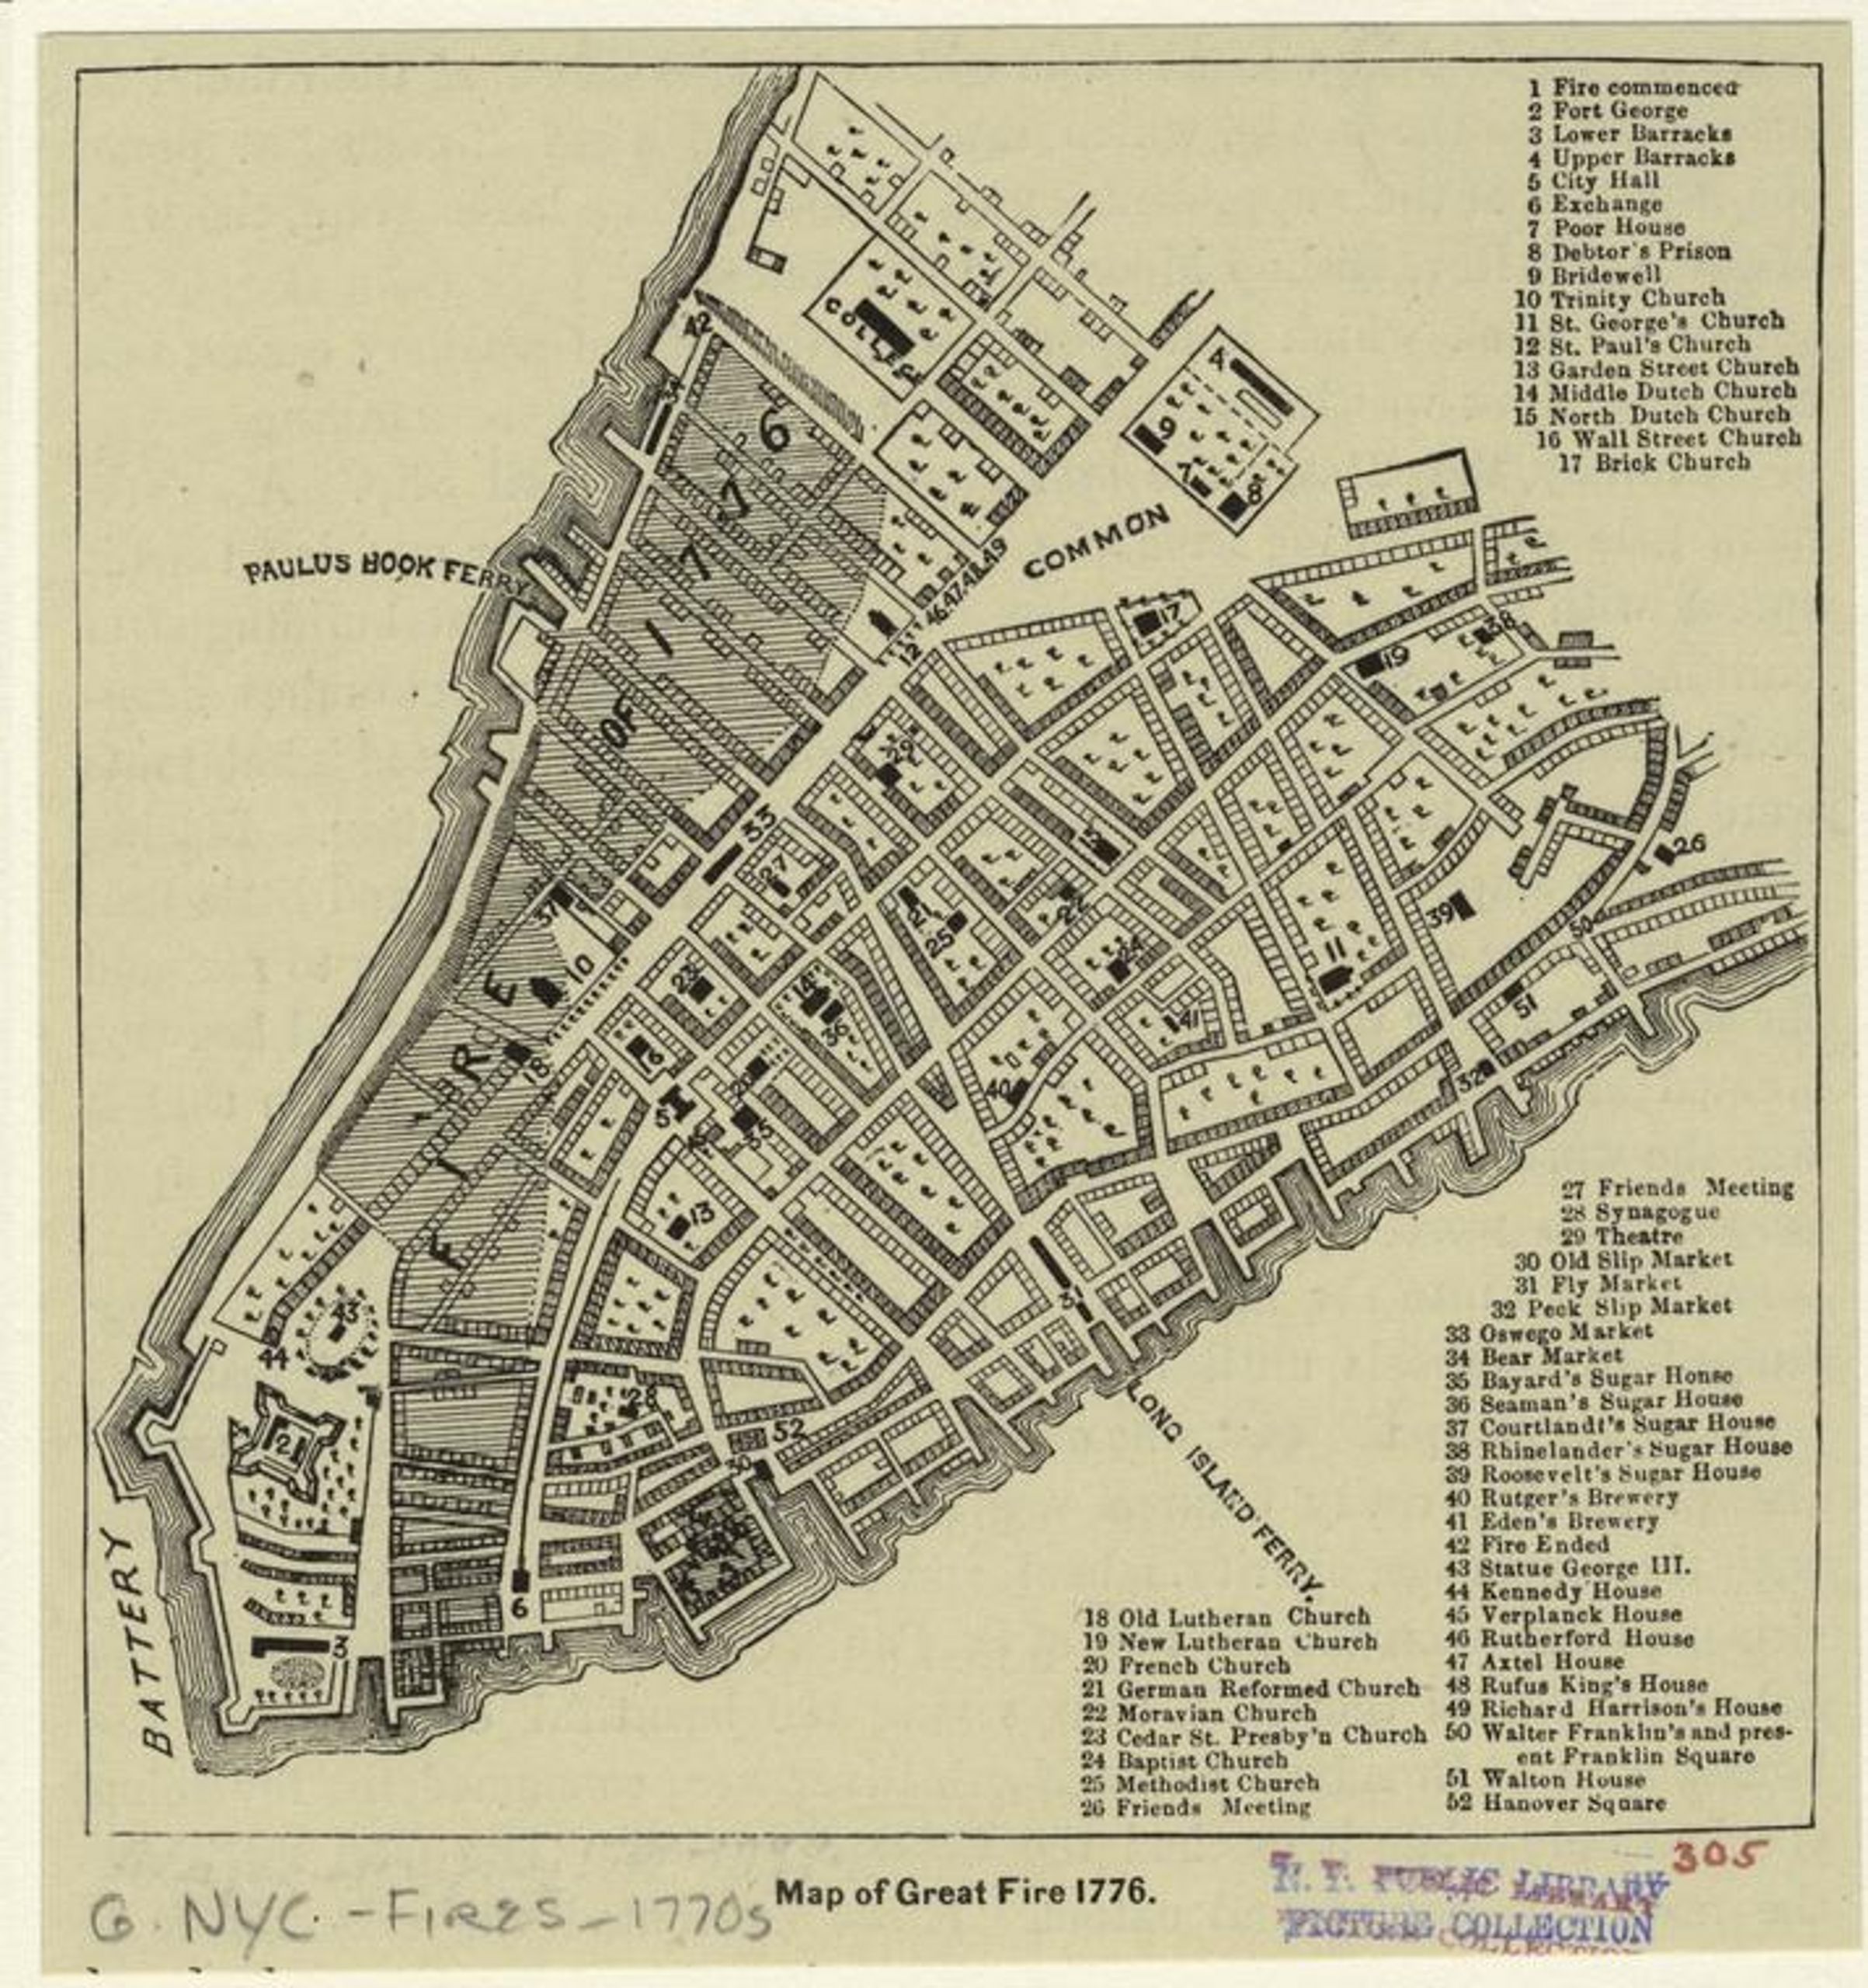 1 Fire commenced
2 Fort George
3 Lower Barracks
4 Upper Barracks
5 City Hall
6 Exchange
7 Poor House
8 Debtor's Prison
9 Bridewell
10 Trinity Church
11 St. George's Church
12 St. Paul's Church
13 Garden Street Church
14 Middle Dutch Church
15 North Dutch Church
16 Wall Street Church
17 Brick Church
COLLEGE
COMMON
PAULUS HOOK FERRY
FIRE OF 1776
42
34
4
9
7
8
49
48
47
46
12
17
38
19
29
33
27
15
26
37
21
25
22
39
50
10
23
14
36
24
11
51
18
16
20
41
40
32
5
45
35
13
43
44
31
2
28
52
30
6
3
LONG ISLAND FERRY.
BATTERY
18 Old Lutheran Church
19 New Lutheran Church
20 French Church
21 German Reformed Church
22 Moravian Church
23 Cedar St. Presby'n Church
24 Baptist Church
25 Methodist Church
26 Friends Meeting
27 Friends Meeting
28 Synagogue
29 Theatre
30 Old Slip Market
31 Fly Market
32 Peck Slip Market
33 Oswego Market
34 Bear Market
35 Bayard's Sugar House
36 Seaman's Sugar House
37 Courtlandt's Sugar House
38 Rhinelander's Sugar House
39 Roosevelt's Sugar House
40 Rutger's Brewery
41 Eden's Brewery
42 Fire Ended
43 Statue George III.
44 Kennedy House
45 Verplanck House
46 Rutherford House
47 Axtel House
48 Rufus King's House
49 Richard Harrison's House
50 Walter Franklin's and pres-
ent Franklin Square
51 Walton House
52 Hanover Square
Map of Great Fire 1776.
G. NYC. - FIRES - 1770s
305
N. Y. PUBLIC LIBRARY
PICTURE COLLECTION